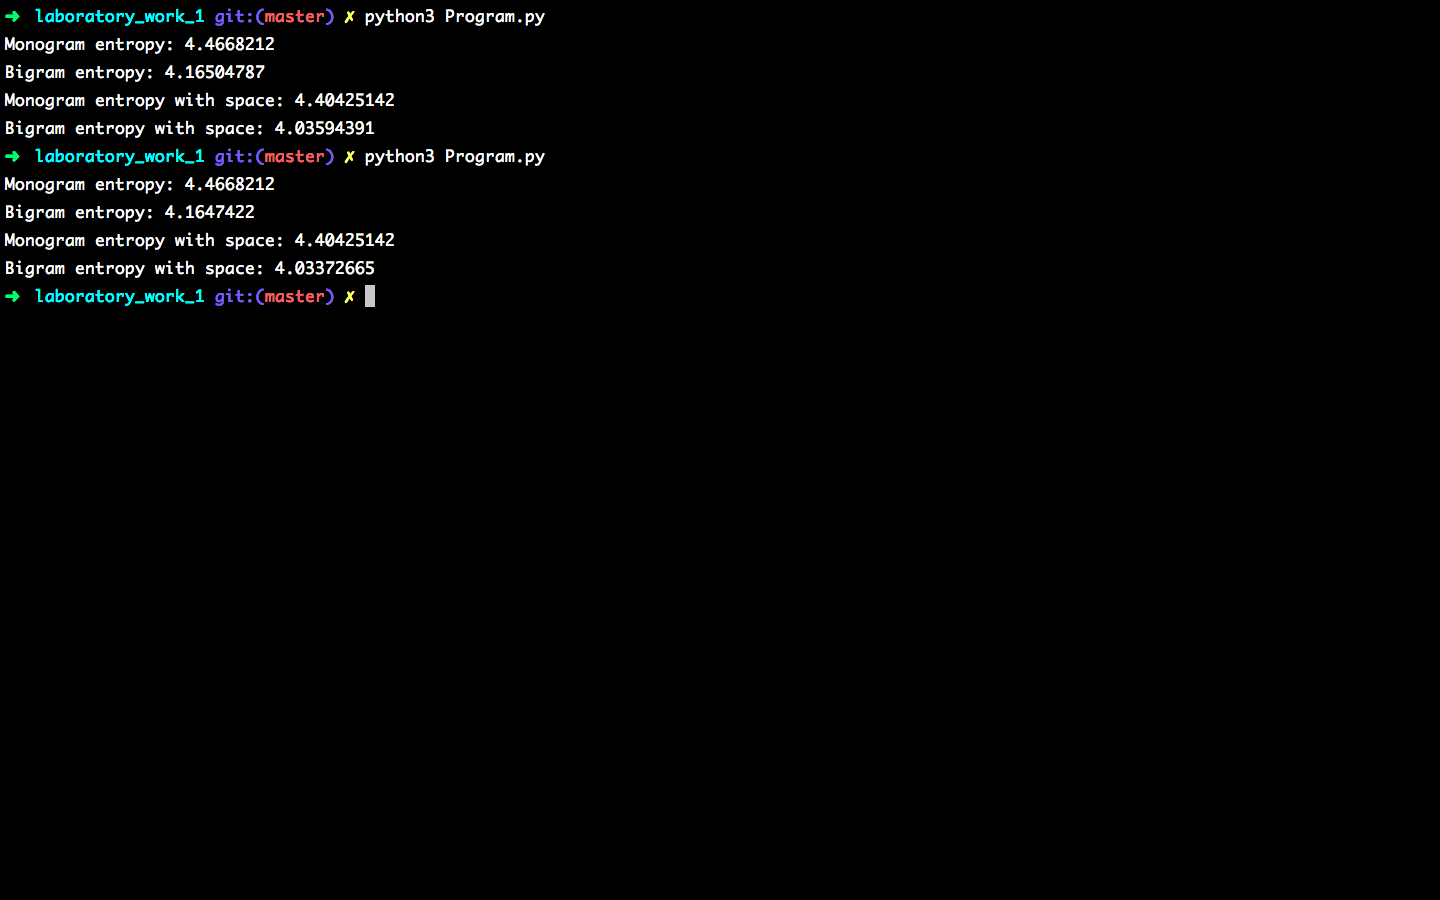 ➜ laboratory_work_1 git:(master) ✗ python3 Program.py
Monogram entropy: 4.4668212
Bigram entropy: 4.16504787
Monogram entropy with space: 4.40425142
Bigram entropy with space: 4.03594391
➜ laboratory_work_1 git:(master) ✗ python3 Program.py
Monogram entropy: 4.4668212
Bigram entropy: 4.1647422
Monogram entropy with space: 4.40425142
Bigram entropy with space: 4.03372665
➜ laboratory_work_1 git:(master) ✗